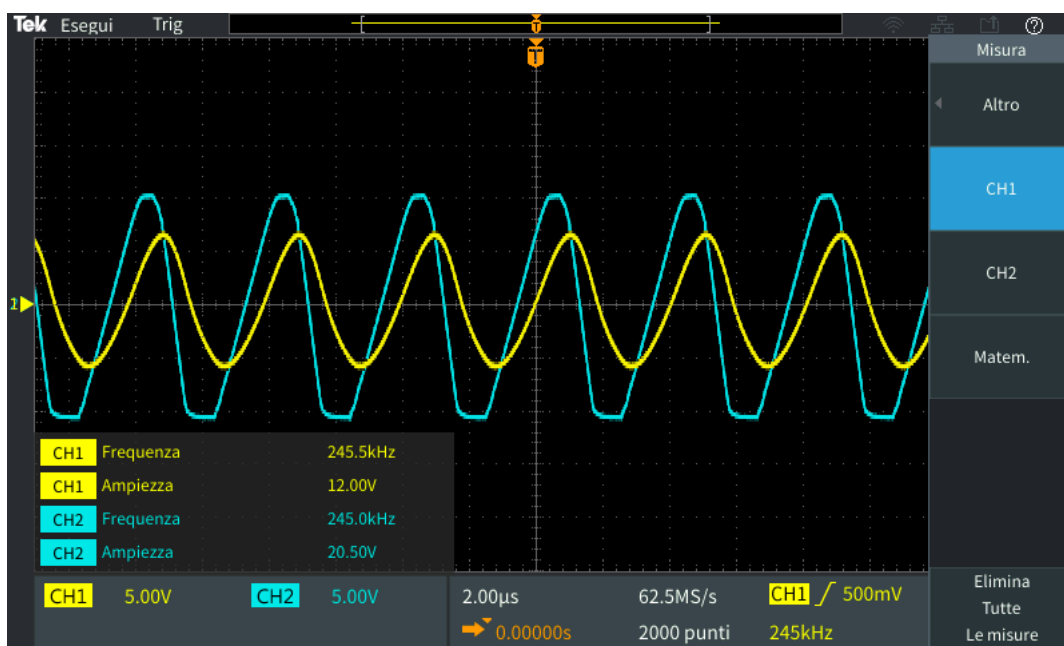 Tek Esegui Trig
T
T
Misura
Altro
CH1
CH2
Matem.
1
CH1 Frequenza 245.5kHz
CH1 Ampiezza 12.00V
CH2 Frequenza 245.0kHz
CH2 Ampiezza 20.50V
CH1 5.00V CH2 5.00V 2.00µs 62.5MS/s CH1 500mV
0.00000s 2000 punti 245kHz
Elimina
Tutte
Le misure